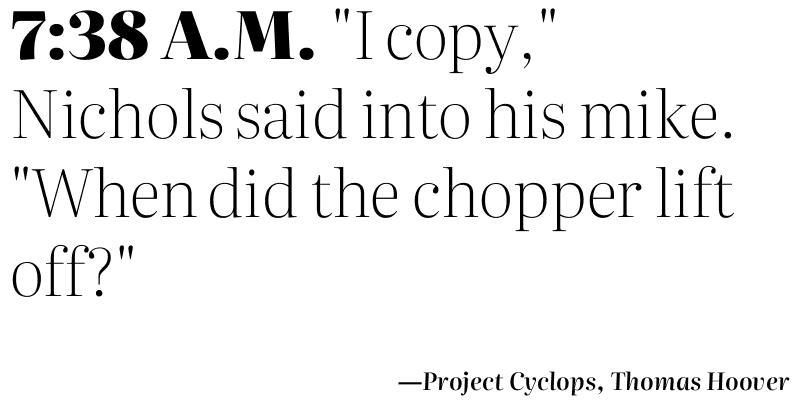 7:38 A.M. "I copy,"
Nichols said into his mike.
"When did the chopper lift
off?"
—Project Cyclops, Thomas Hoover